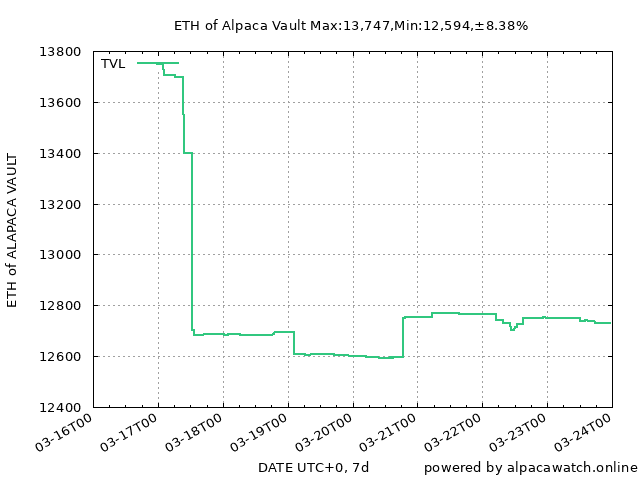 ETH of Alpaca Vault Max:13,747,Min:12,594,±8.38%
TVL
13800
13600
13400
13200
13000
12800
12600
12400
ETH of ALAPACA VAULT
03-16T00
03-17T00
03-18T00
03-19T00
03-20T00
03-21T00
03-22T00
03-23T00
03-24T00
DATE UTC+0, 7d
powered by alpacawatch.online